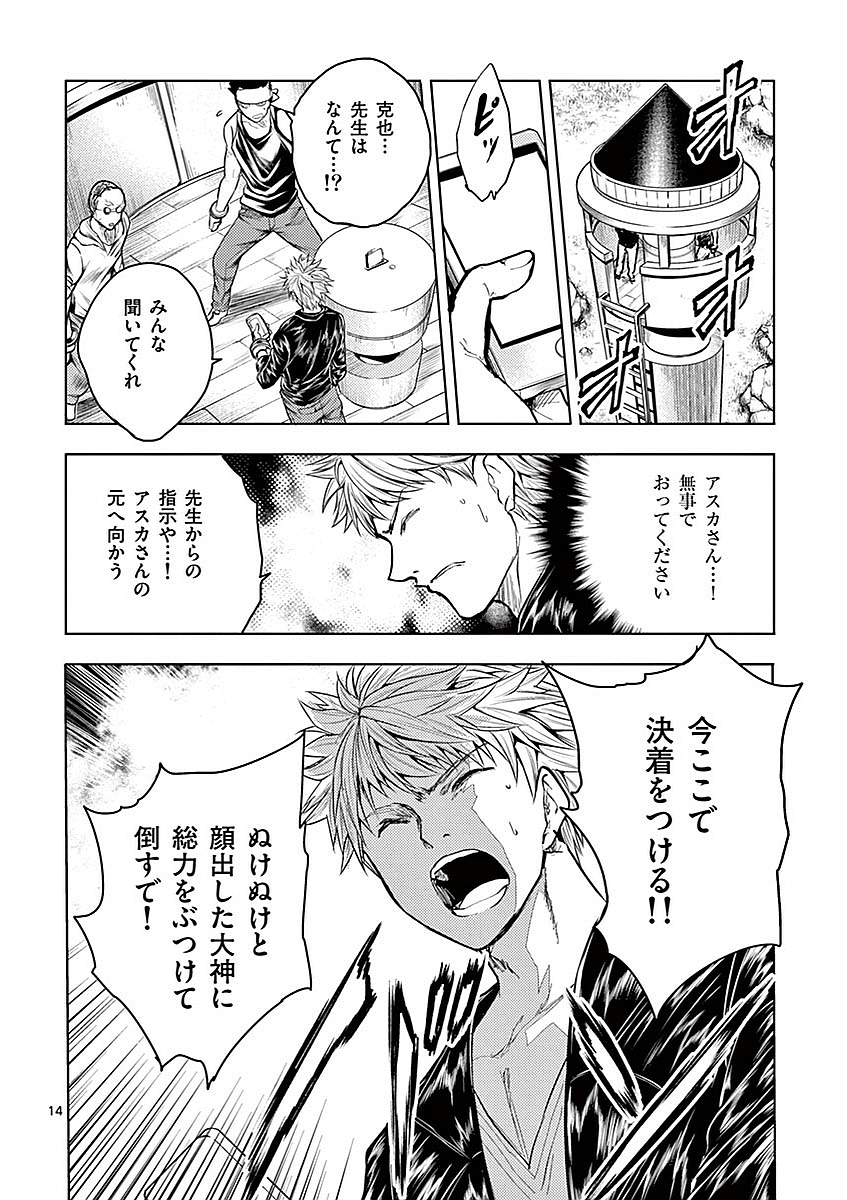 オ
オ
オ
ピッ
克也…
先生は
なんて…!?
みんな
聞いてくれ
アスカさん…!
無事で
おってください
先生からの
指示や…!
アスカさんの
元へ向かう
今ここで
決着をつける!!
ぬけぬけと
顔出した大神に
総力をぶつけて
倒すで!
14